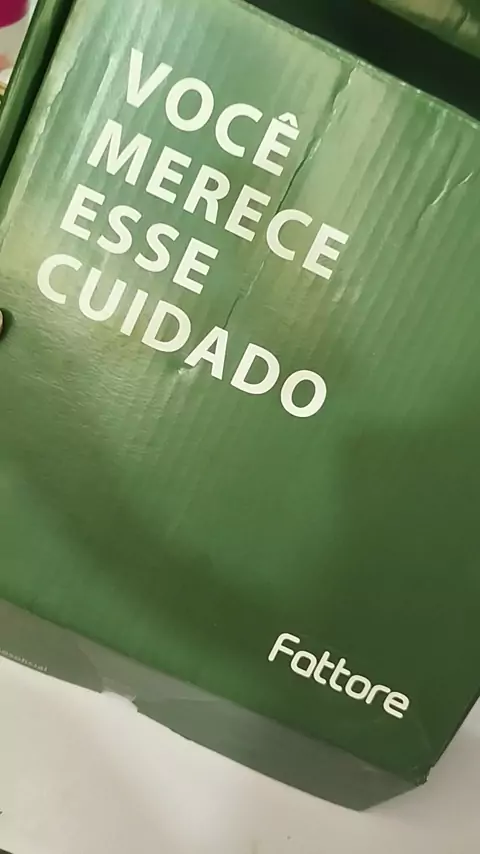 VOCÊ
MERECE
ESSE
CUIDADO
Fattore